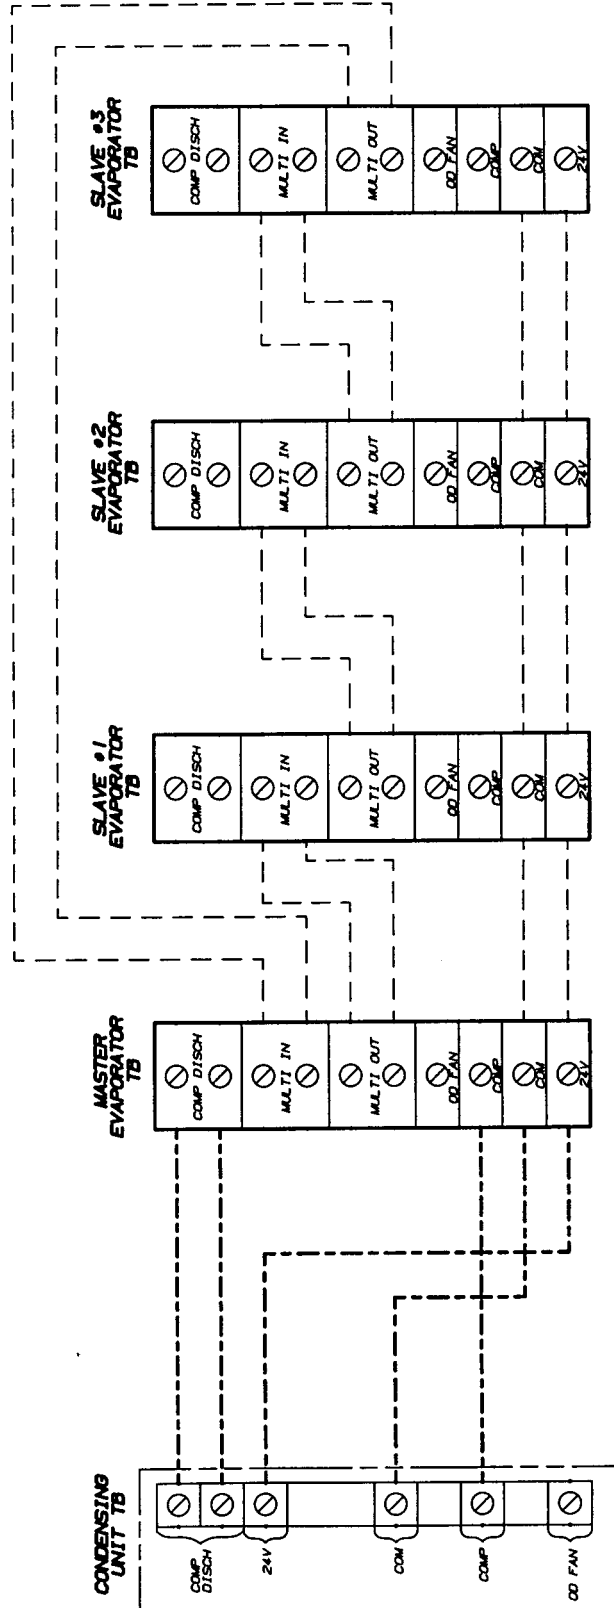 SLAVE #3
EVAPORATOR
TB
COMP DISCH
MULTI IN
MULTI OUT
OD FAN
COMP
COM
24V
SLAVE #2
EVAPORATOR
TB
COMP DISCH
MULTI IN
MULTI OUT
OD FAN
COMP
COM
24V
SLAVE #1
EVAPORATOR
TB
COMP DISCH
MULTI IN
MULTI OUT
OD FAN
COMP
COM
24V
MASTER
EVAPORATOR
TB
COMP DISCH
MULTI IN
MULTI OUT
OD FAN
COMP
COM
24V
CONDENSING
UNIT TB
COMP
DISCH
24V
COM
COMP
OD FAN